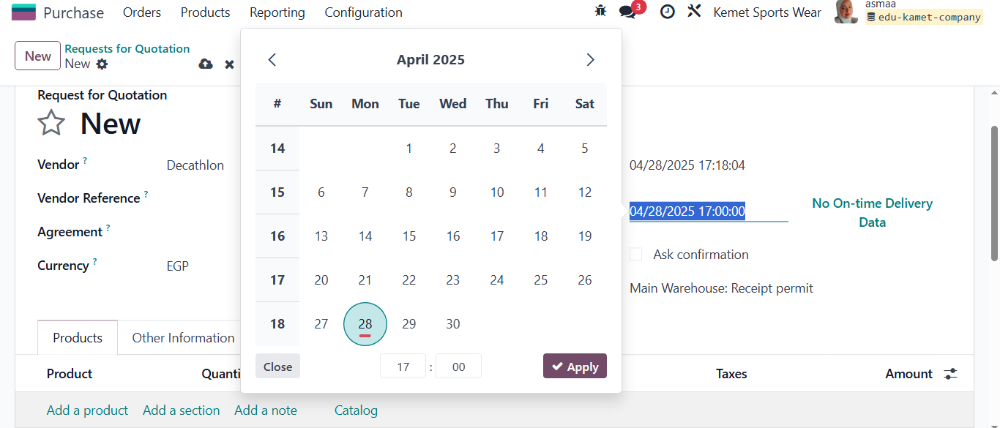 Purchase Orders Products Reporting Configuration 3 Kemet Sports Wear asmaa
edu-kamet-company
New Requests for Quotation
New
Request for Quotation
New
Vendor ? Decathlon 04/28/2025 17:18:04
Vendor Reference ? 04/28/2025 17:00:00 No On-time Delivery
Data
Agreement ?
Ask confirmation
Currency ? EGP
Main Warehouse: Receipt permit
April 2025
# Sun Mon Tue Wed Thu Fri Sat
14 1 2 3 4 5
15 6 7 8 9 10 11 12
16 13 14 15 16 17 18 19
17 20 21 22 23 24 25 26
18 27 28 29 30
Close 17 : 00 Apply
Products Other Information
Product Quanti Taxes Amount
Add a product Add a section Add a note Catalog